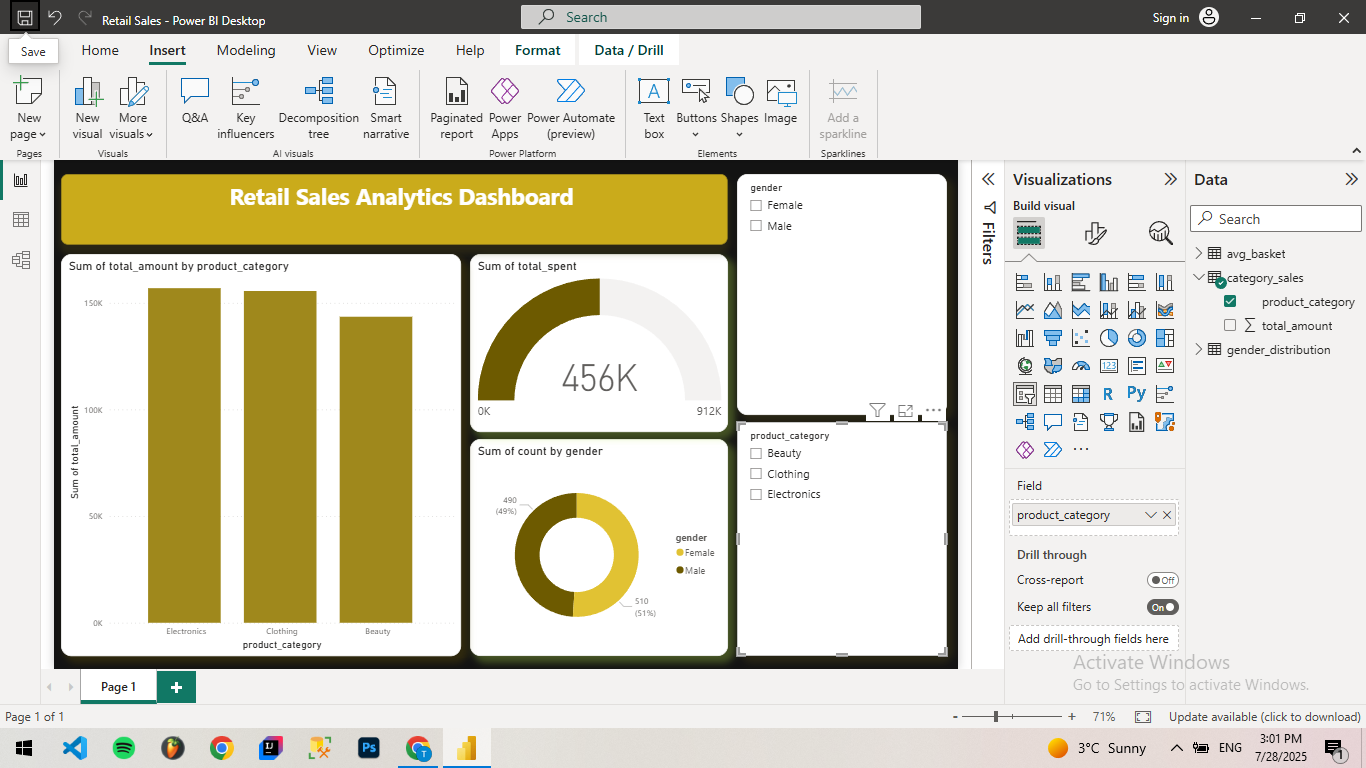 Retail Sales - Power BI Desktop
Search
Sign in
Save
Home
Insert
Modeling
View
Optimize
Help
Format
Data / Drill
New page
New visual
More visuals
Q&A
Key influencers
Decomposition tree
Smart narrative
Paginated report
Power Apps
Power Automate (preview)
Text box
Buttons
Shapes
Image
Add a sparkline
Pages
Visuals
AI visuals
Power Platform
Elements
Sparklines
Retail Sales Analytics Dashboard
Sum of total_amount by product_category
150K
100K
50K
0K
Sum of total_amount
Electronics
Clothing
Beauty
product_category
Sum of total_spent
456K
0K
912K
Sum of count by gender
490
(49%)
510
(51%)
gender
Female
Male
gender
Female
Male
product_category
Beauty
Clothing
Electronics
Filters
Visualizations
Build visual
123
R
Py
Field
product_category
Drill through
Cross-report
Off
Keep all filters
On
Add drill-through fields here
Data
Search
avg_basket
category_sales
product_category
∑ total_amount
gender_distribution
Activate Windows
Go to Settings to activate Windows.
Page 1
Page 1 of 1
- + 71%
Update available (click to download)
Ps
T
3°C Sunny
ENG
3:01 PM
7/28/2025
1